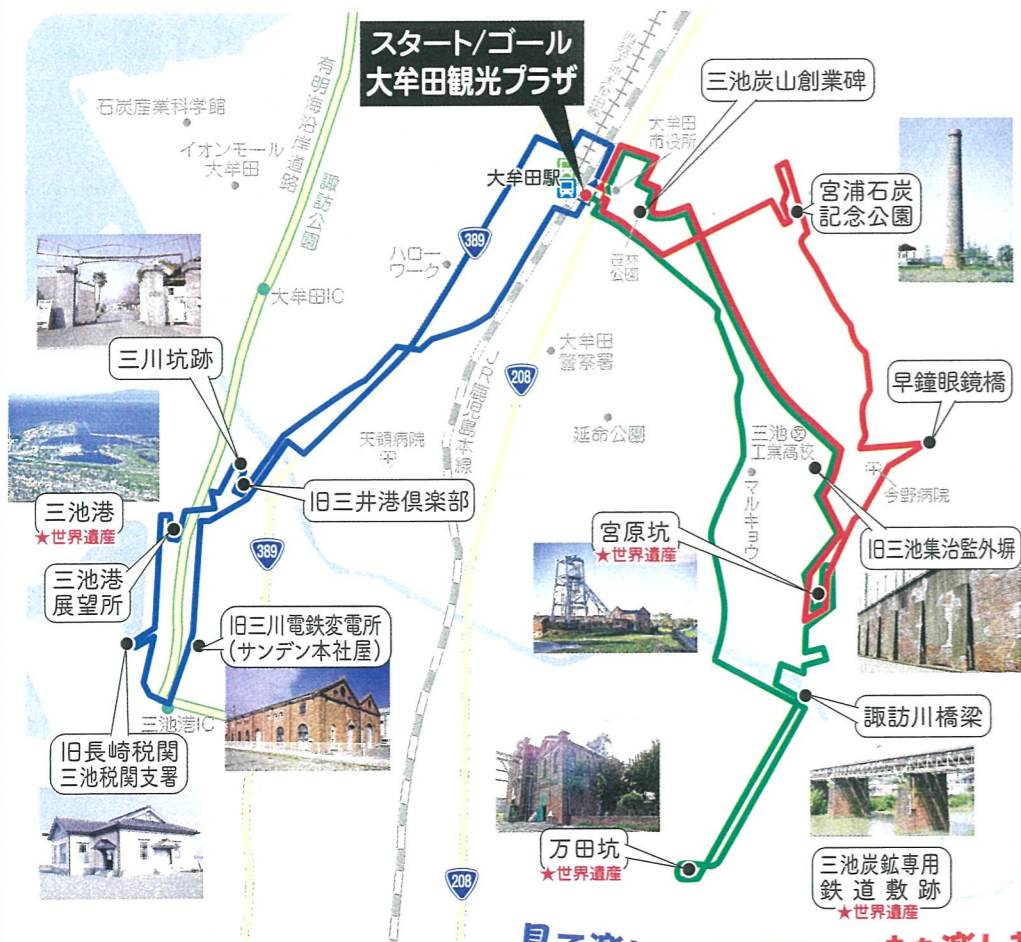 スタート/ゴール
大牟田観光プラザ
三池炭山創業碑
石炭産業科学館
イオンモール
大牟田
有明海沿岸道路
諏訪公園
大牟田市役所
大牟田駅
宮浦石炭
記念公園
389
ハロー
ワーク
笹林
公園
大牟田IC
大牟田
警察署
208
三川坑跡
早鐘眼鏡橋
JR鹿児島本線
天領病院
延命公園
三池
工業高校
マルキョウ
今野病院
旧三井港倶楽部
三池港
★世界遺産
宮原坑
★世界遺産
旧三池集治監外塀
389
三池港
展望所
旧三川電鉄変電所
(サンデン本社屋)
諏訪川橋梁
三池港IC
旧長崎税関
三池税関支署
万田坑
★世界遺産
208
三池炭鉱専用
鉄道敷跡
★世界遺産